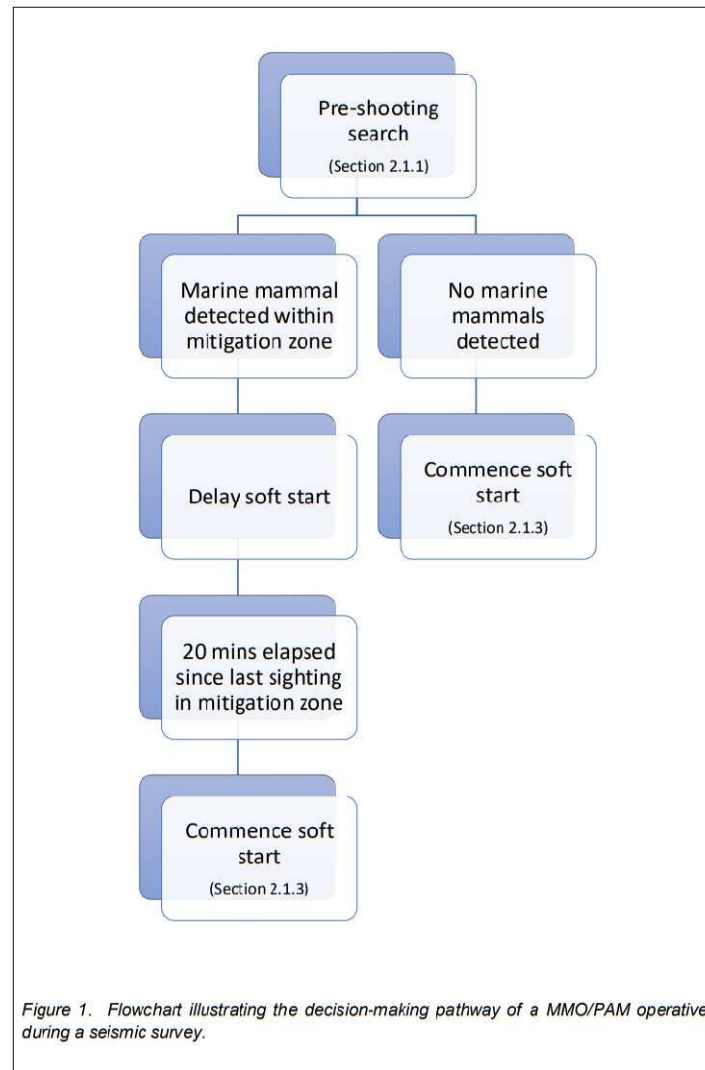 Pre-shooting
search
(Section 2.1.1)
Marine mammal
detected within
mitigation zone
No marine
mammals
detected
Delay soft start
Commence soft
start
(Section 2.1.3)
20 mins elapsed
since last sighting
in mitigation zone
Commence soft
start
(Section 2.1.3)
Figure 1. Flowchart illustrating the decision-making pathway of a MMO/PAM operative
during a seismic survey.